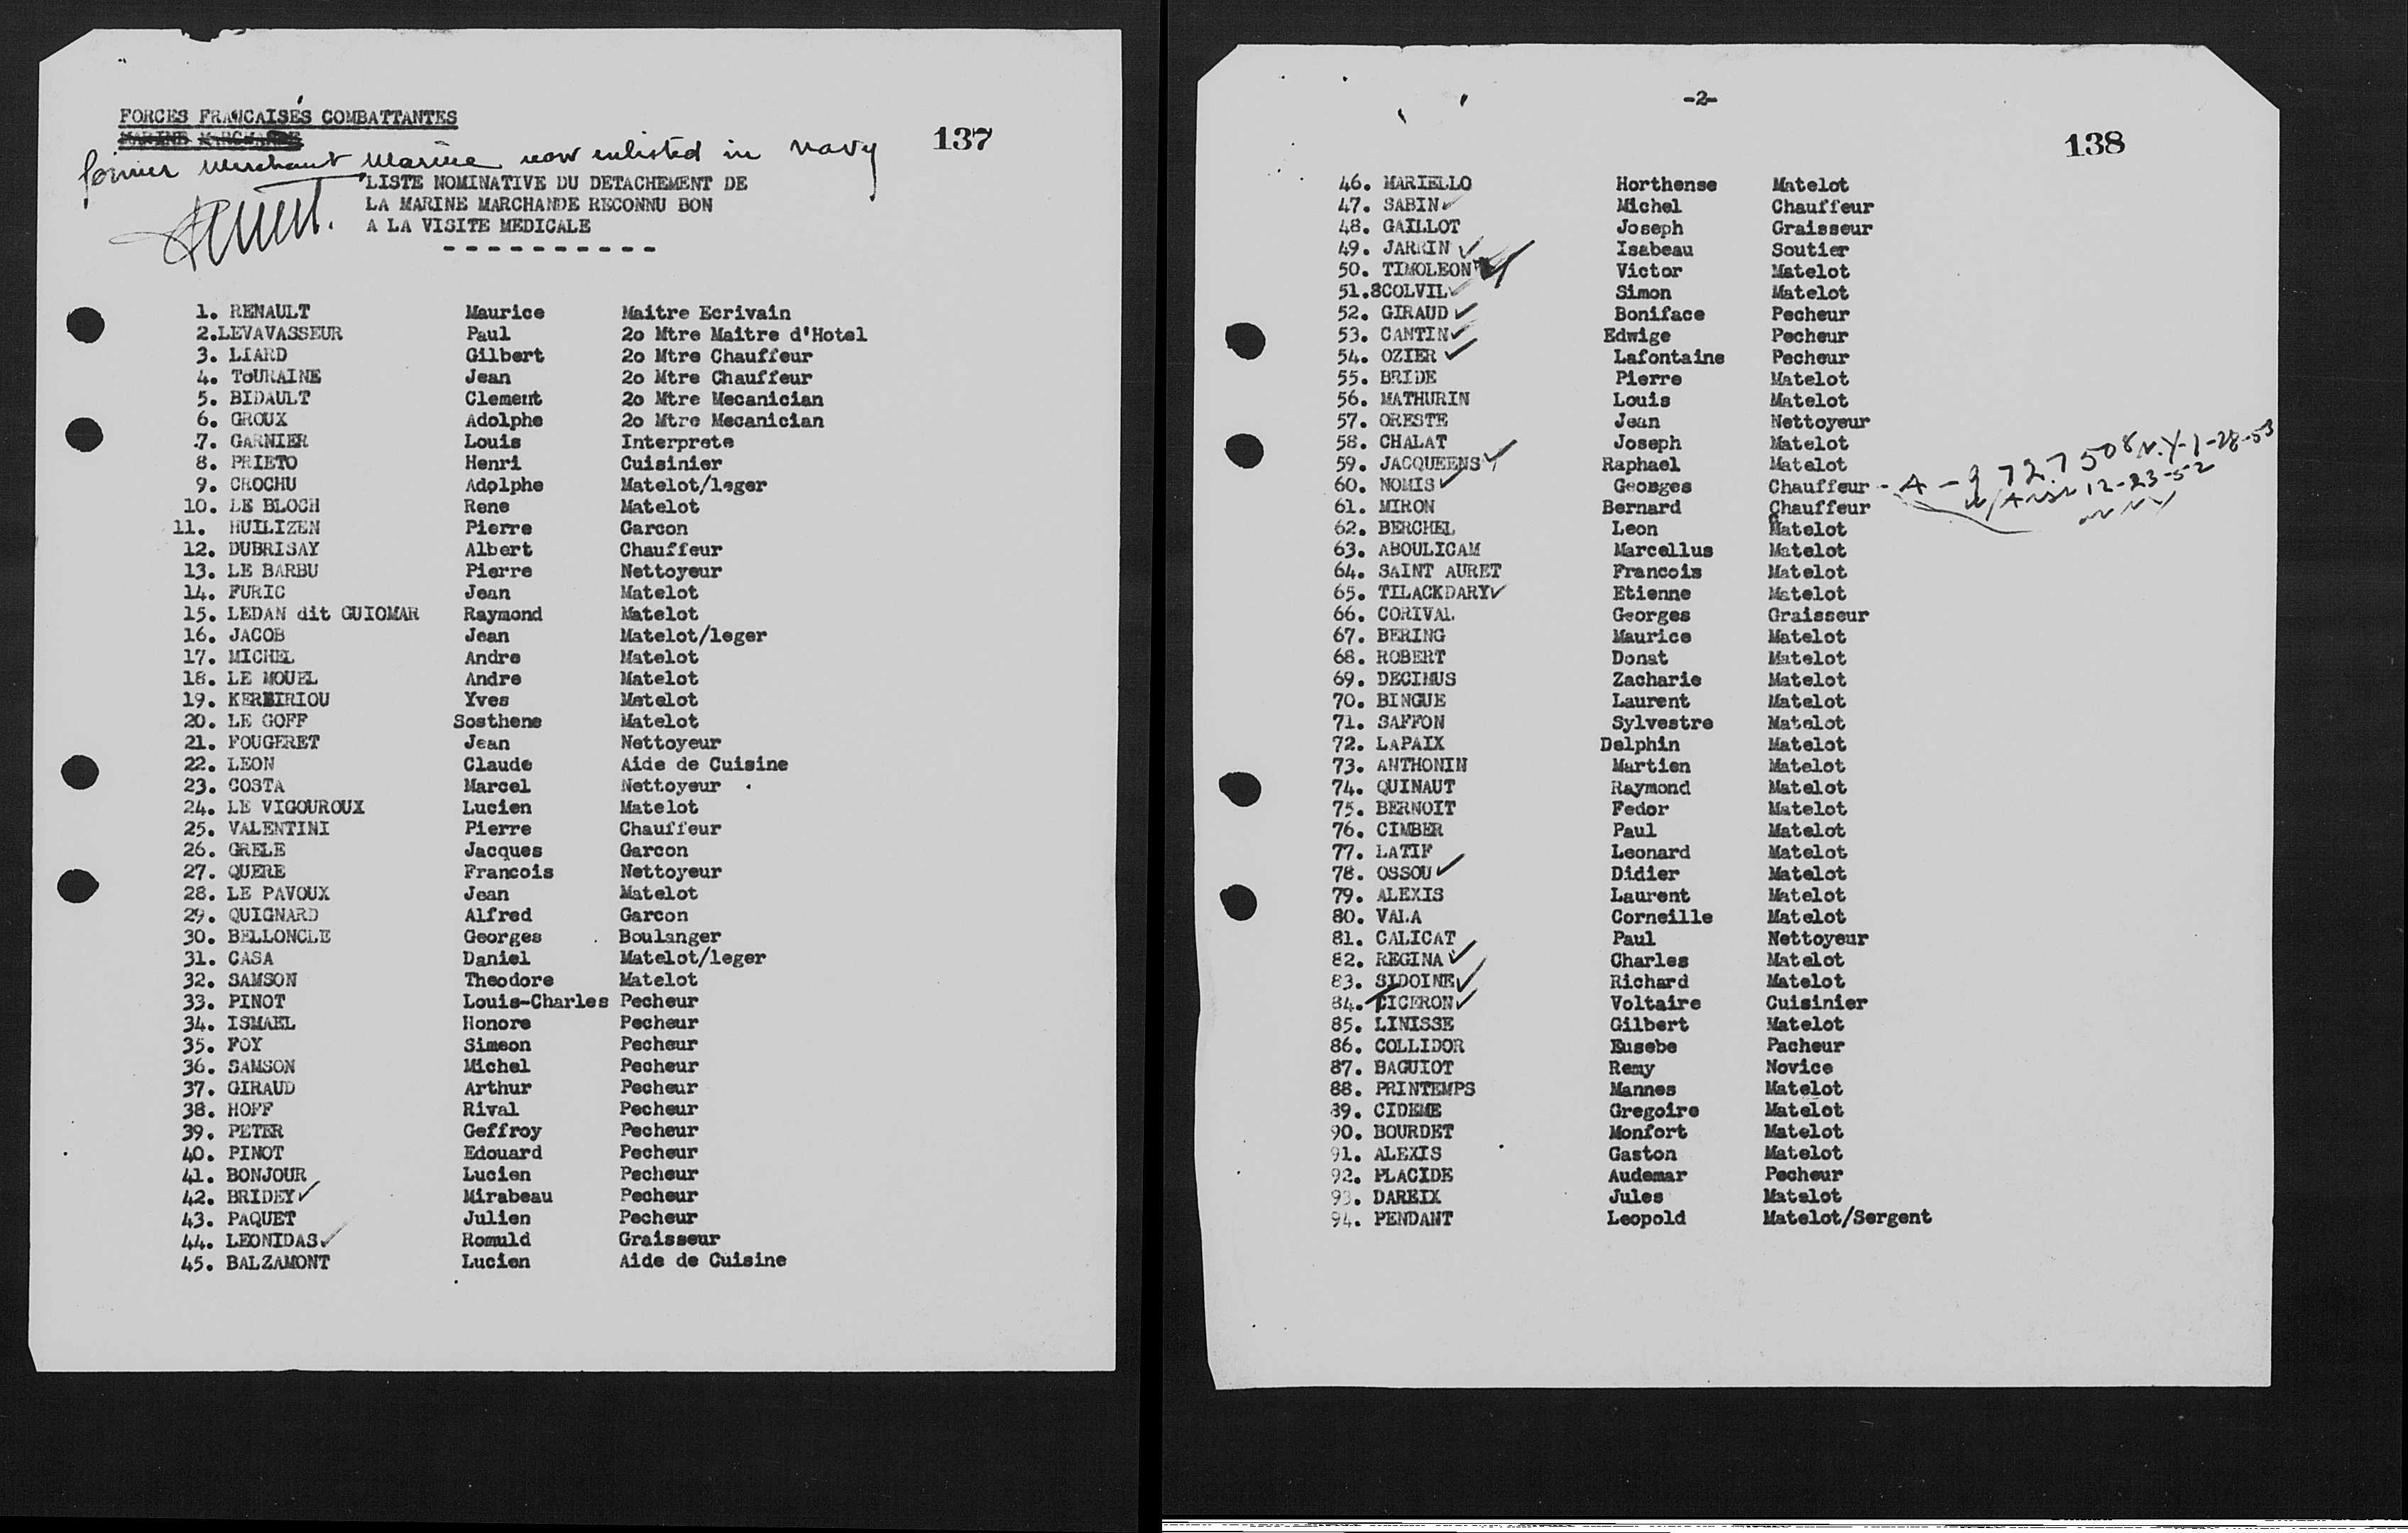 FORCES FRANCAISES COMBATTANTES
MARINE MARCHANDE
137
former Merchant Marine now enlisted in navy
LISTE NOMINATIVE DU DETACHEMENT DE
LA MARINE MARCHANDE RECONNU BON
A LA VISITE MEDICALE
- - - - - - - - - - -
1. RENAULT Maurice Maitre Ecrivain
2.LEVAVASSEUR Paul 2o Mtre Maitre d'Hotel
3. LIARD Gilbert 2o Mtre Chauffeur
4. ToURAINE Jean 2o Mtre Chauffeur
5. BIDAULT Clement 2o Mtre Mecanician
6. GROUX Adolphe 2o Mtre Mecanician
7. GARNIER Louis Interprete
8. PRIETO Henri Cuisinier
9. CROCHU Adolphe Matelot/leger
10. LE BLOCH Rene Matelot
11. HUILIZEN Pierre Garcon
12. DUBRISAY Albert Chauffeur
13. LE BARBU Pierre Nettoyeur
14. FURIC Jean Matelot
15. LEDAN dit GUIOMAR Raymond Matelot
16. JACOB Jean Matelot/leger
17. MICHEL Andre Matelot
18. LE MOUEL Andre Matelot
19. KERBIRIOU Yves Matelot
20. LE GOFF Sosthene Matelot
21. FOUGERET Jean Nettoyeur
22. LEON Claude Aide de Cuisine
23. COSTA Marcel Nettoyeur
24. LE VIGOUROUX Lucien Matelot
25. VALENTINI Pierre Chauffeur
26. GRELE Jacques Garcon
27. QUERE Francois Nettoyeur
28. LE PAVOUX Jean Matelot
29. QUIGNARD Alfred Garcon
30. BELLONCLE Georges Boulanger
31. CASA Daniel Matelot/leger
32. SAMSON Theodore Matelot
33. PINOT Louis-Charles Pecheur
34. ISMAEL Honore Pecheur
35. FOY Simeon Pecheur
36. SAMSON Michel Pecheur
37. GIRAUD Arthur Pecheur
38. HOFF Rival Pecheur
39. PETER Geffroy Pecheur
40. PINOT Edouard Pecheur
41. BONJOUR Lucien Pecheur
42. BRIDEY ✓ Mirabeau Pecheur
43. PAQUET Julien Pecheur
44. LEONIDAS ✓ Romuld Graisseur
45. BALZAMONT Lucien Aide de Cuisine
-2-
138
46. MARIELLO Horthense Matelot
47. SABIN ✓ Michel Chauffeur
48. GAILLOT Joseph Graisseur
49. JARRIN ✓ Isabeau Soutier
50. TIMOLEON ✓ Victor Matelot
51.SCOLVIL ✓ Simon Matelot
52. GIRAUD ✓ Boniface Pecheur
53. CANTIN ✓ Edwige Pecheur
54. OZIER ✓ Lafontaine Pecheur
55. BRIDE Pierre Matelot
56. MATHURIN Louis Matelot
57. ORESTE Jean Nettoyeur
58. CHALAT Joseph Matelot
59. JACQUEENS ✓ Raphael Matelot
60. NOMIS ✓ Geosges Chauffeur - A-9 727 508 N.Y-1-28-53
12-23-52
61. MIRON Bernard Chauffeur
62. BERCHEL Leon Matelot
63. ABOULICAM Marcellus Matelot
64. SAINT AURET Francois Matelot
65. TILACKDARY ✓ Etienne Matelot
66. CORIVAL Georges Graisseur
67. BERING Maurice Matelot
68. ROBERT Donat Matelot
69. DECIMUS Zacharie Matelot
70. BINGUE Laurent Matelot
71. SAFFON Sylvestre Matelot
72. LAPAIX Delphin Matelot
73. ANTHONIN Martien Matelot
74. QUINAUT Raymond Matelot
75. BERNOIT Fedor Matelot
76. CIMBER Paul Matelot
77. LATIF Leonard Matelot
78. OSSOU ✓ Didier Matelot
79. ALEXIS Laurent Matelot
80. VALA Corneille Matelot
81. CALICAT Paul Nettoyeur
82. REGINA ✓ Charles Matelot
83. SIDOINE ✓ Richard Matelot
84. CICERON ✓ Voltaire Cuisinier
85. LINISSE Gilbert Matelot
86. COLLIDOR Eusebe Pacheur
87. BAGUIOT Remy Novice
88. PRINTEMPS Mannes Matelot
89. CIDEME Gregoire Matelot
90. BOURDET Monfort Matelot
91. ALEXIS Gaston Matelot
92. PLACIDE Audemar Pecheur
93. DAREIX Jules Matelot
94. PENDANT Leopold Matelot/Sergent